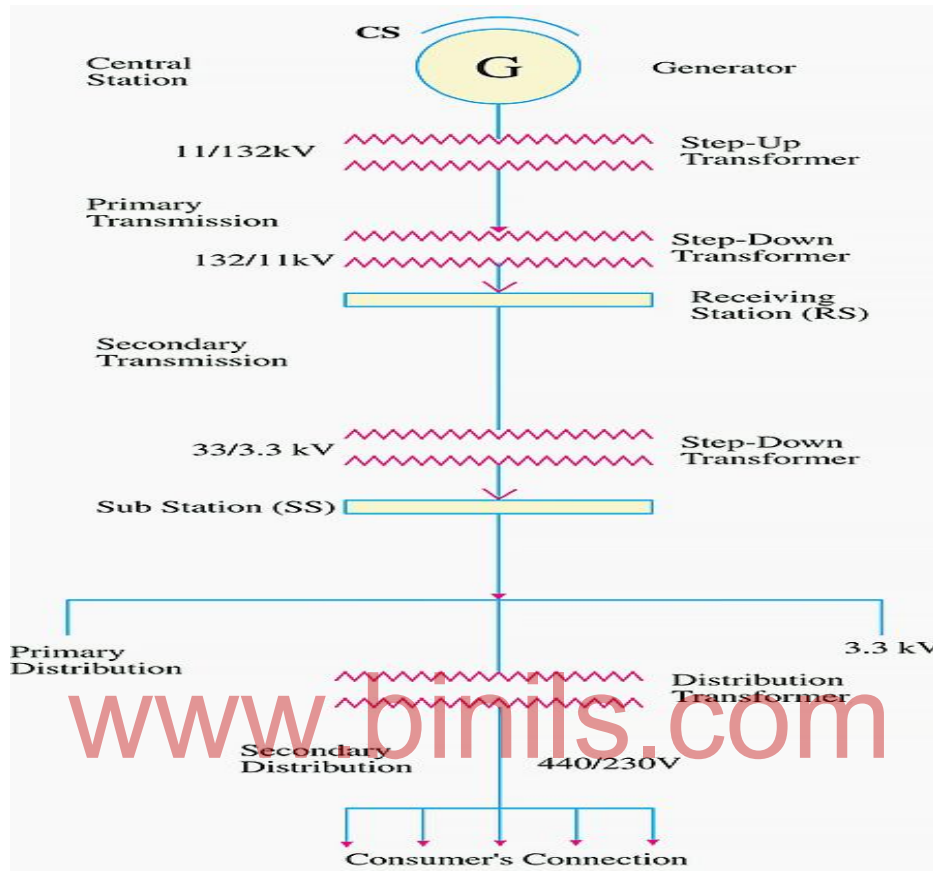 CS
Central
Station
G
Generator
11/132kV
Step-Up
Transformer
Primary
Transmission
132/11kV
Step-Down
Transformer
Receiving
Station (RS)
Secondary
Transmission
33/3.3 kV
Step-Down
Transformer
Sub Station (SS)
Primary
Distribution
3.3 kV
Distribution
Transformer
www.binils.com
Secondary
Distribution
440/230V
Consumer's Connection